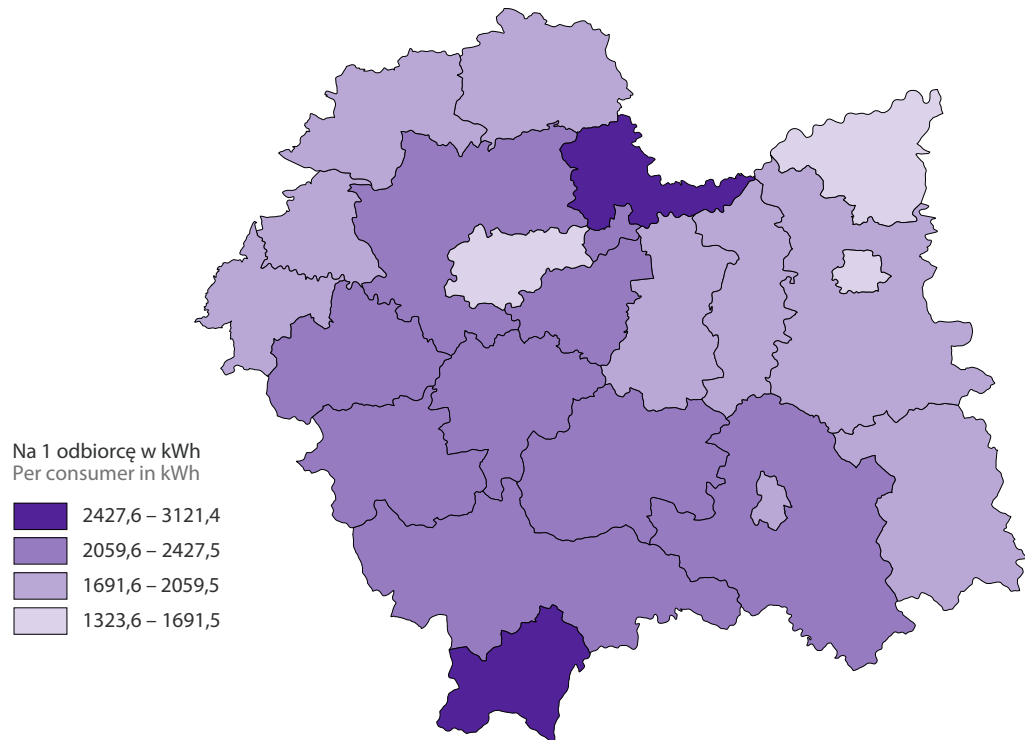 Na 1 odbiorcę w kWh
Per consumer in kWh
2427,6 – 3121,4
2059,6 – 2427,5
1691,6 – 2059,5
1323,6 – 1691,5